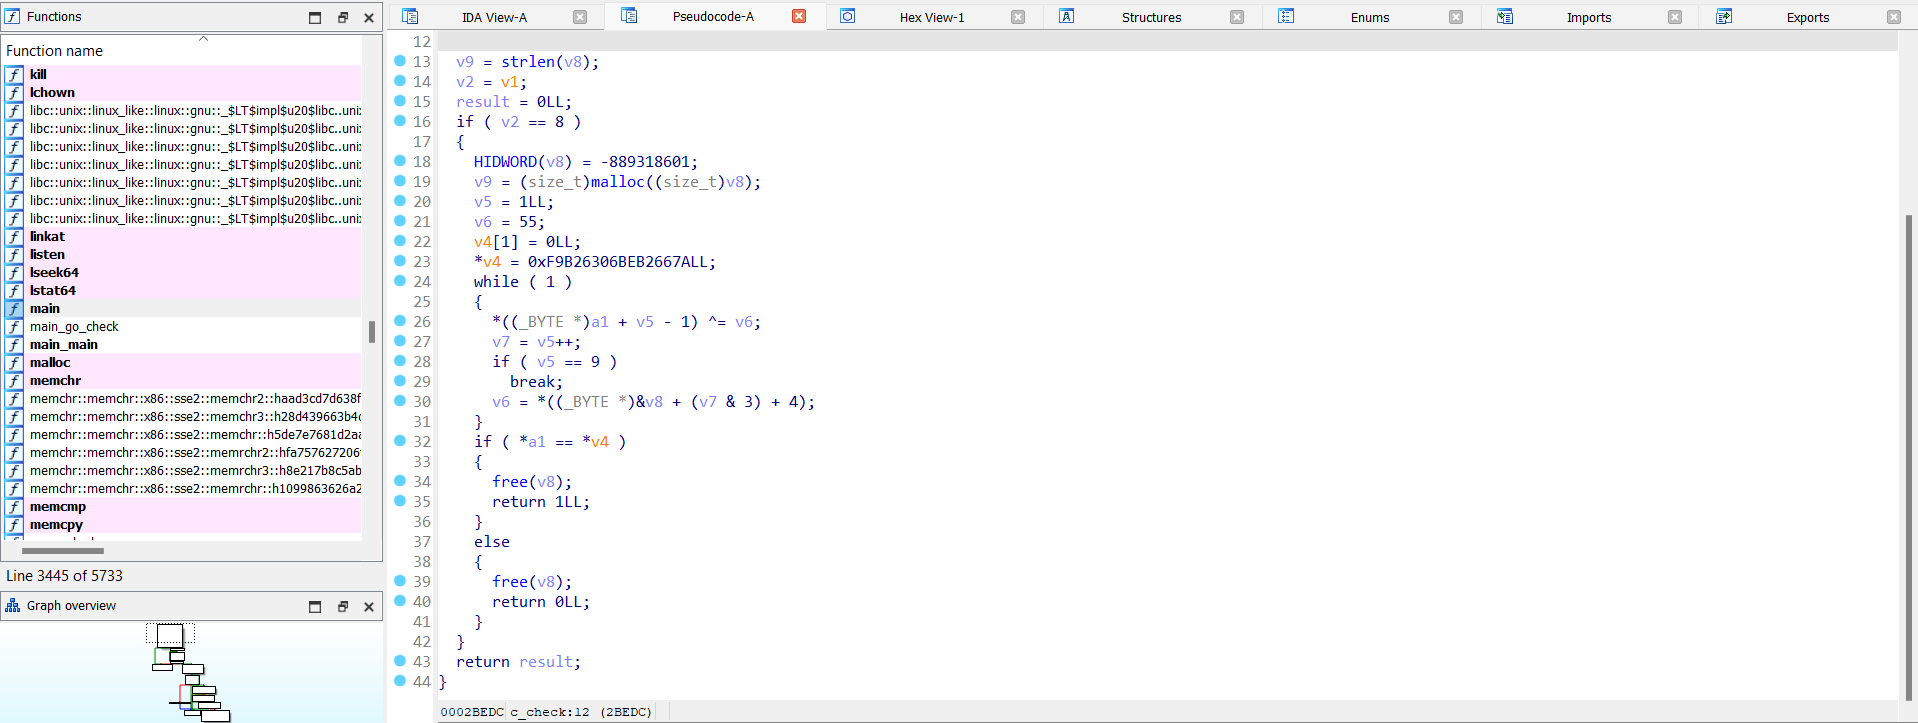 Functions
Function name
kill
lchown
libc::unix::linux_like::linux::gnu::_$LT$impl$u20$libc..unix
libc::unix::linux_like::linux::gnu::_$LT$impl$u20$libc..unix
libc::unix::linux_like::linux::gnu::_$LT$impl$u20$libc..unix
libc::unix::linux_like::linux::gnu::_$LT$impl$u20$libc..unix
libc::unix::linux_like::linux::gnu::_$LT$impl$u20$libc..unix
libc::unix::linux_like::linux::gnu::_$LT$impl$u20$libc..unix
libc::unix::linux_like::linux::gnu::_$LT$impl$u20$libc..unix
linkat
listen
lseek64
lstat64
main
main_go_check
main_main
malloc
memchr
memchr::memchr::x86::sse2::memchr2::haad3cd7d638f
memchr::memchr::x86::sse2::memchr3::h28d439663b4c
memchr::memchr::x86::sse2::memrchr::h5de7e7681d2aa
memchr::memchr::x86::sse2::memrchr2::hfa757627206
memchr::memchr::x86::sse2::memrchr3::h8e217b8c5ab
memchr::memchr::x86::sse2::memrchr::h1099863626a2
memcmp
memcpy
Line 3445 of 5733
Graph overview
IDA View-A
Pseudocode-A
Hex View-1
Structures
Enums
Imports
Exports
12
13 v9 = strlen(v8);
14 v2 = v1;
15 result = 0LL;
16 if ( v2 == 8 )
17 {
18 HIDWORD(v8) = -889318601;
19 v9 = (size_t)malloc((size_t)v8);
20 v5 = 1LL;
21 v6 = 55;
22 v4[1] = 0LL;
23 *v4 = 0xF9B26306BEB2667ALL;
24 while ( 1 )
25 {
26 *((_BYTE *)a1 + v5 - 1) ^= v6;
27 v7 = v5++;
28 if ( v5 == 9 )
29 break;
30 v6 = *((_BYTE *)&v8 + (v7 & 3) + 4);
31 }
32 if ( *a1 == *v4 )
33 {
34 free(v8);
35 return 1LL;
36 }
37 else
38 {
39 free(v8);
40 return 0LL;
41 }
42 }
43 return result;
44 }
0002BEDC c_check:12 (2BEDC)